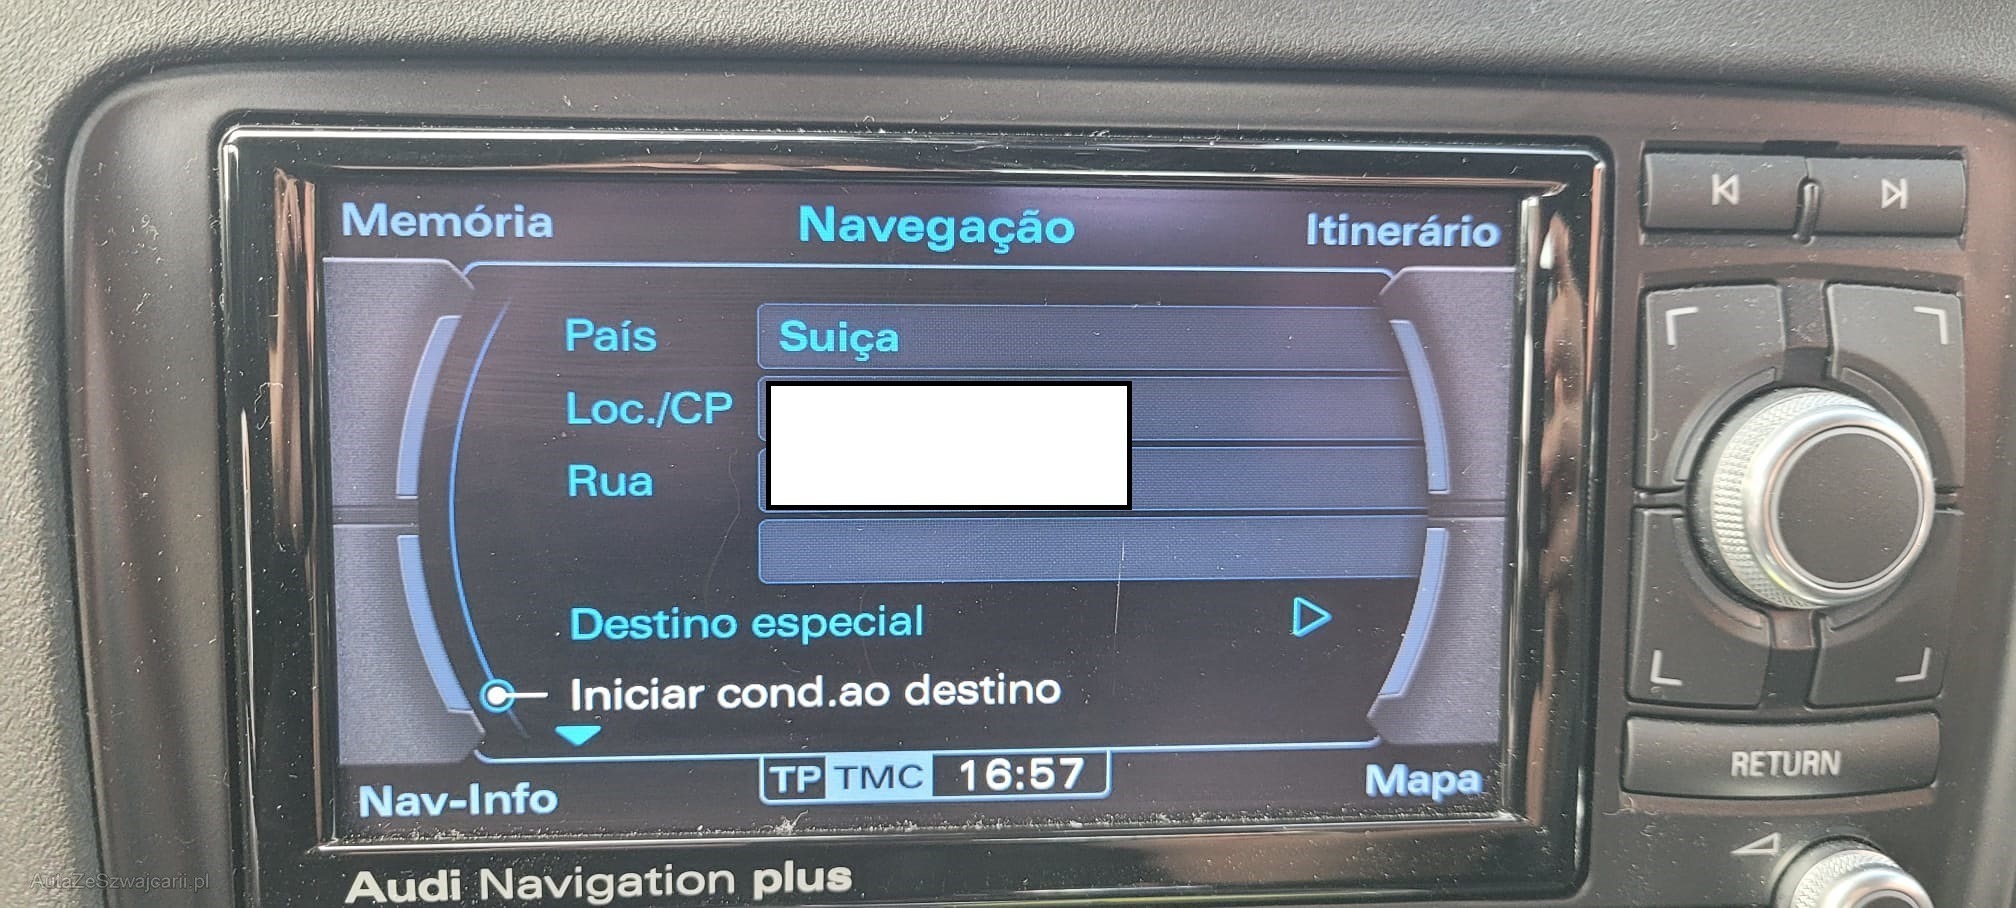 Memória Navegação Itinerário
País Suiça
Loc./CP
Rua
Destino especial
Iniciar cond.ao destino
TP TMC 16:57
Nav-Info Mapa
RETURN
Audi Navigation plus
AutaZeSzwajcarii.pl